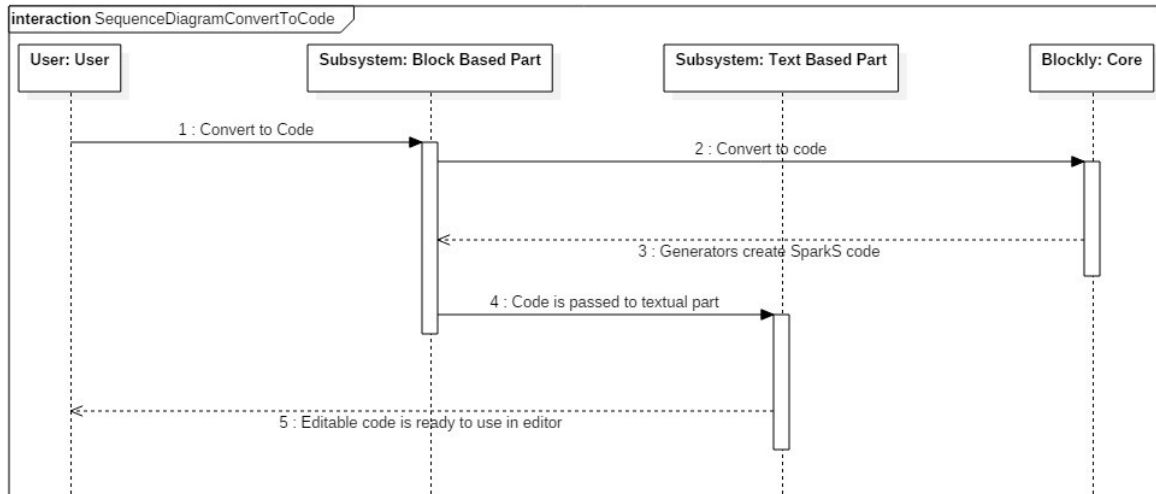 interaction SequenceDiagramConvertToCode
User: User
Subsystem: Block Based Part
Subsystem: Text Based Part
Blockly: Core
1 : Convert to Code
2 : Convert to code
3 : Generators create SparkS code
4 : Code is passed to textual part
5 : Editable code is ready to use in editor